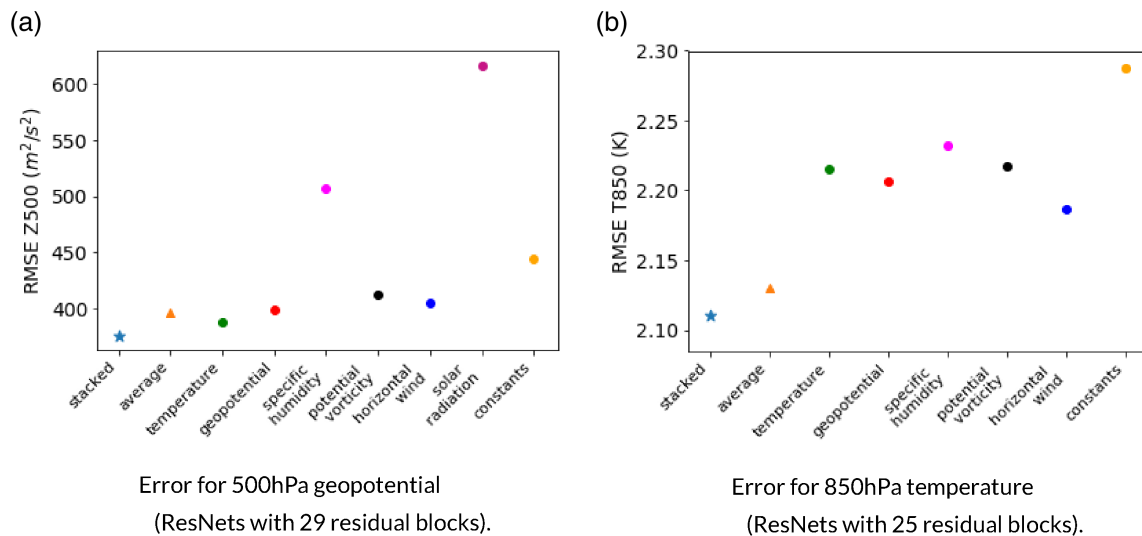 (a)
RMSE Z500 (m²/s²)
600
550
500
450
400
stacked
average
temperature
geopotential
specific
humidity
potential
vorticity
horizontal
wind
solar
radiation
constants
Error for 500hPa geopotential
(ResNets with 29 residual blocks).
(b)
RMSE T850 (K)
2.30
2.25
2.20
2.15
2.10
stacked
average
temperature
geopotential
specific
humidity
potential
vorticity
horizontal
wind
constants
Error for 850hPa temperature
(ResNets with 25 residual blocks).